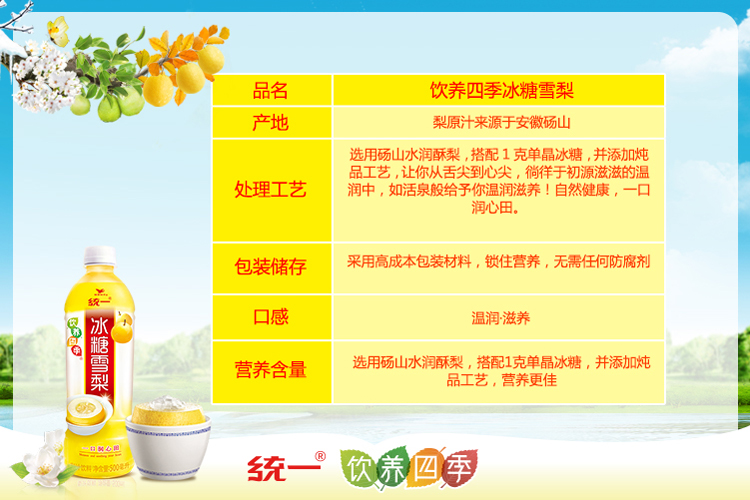 品名
饮养四季冰糖雪梨
产地
梨原汁来源于安徽砀山
处理工艺
选用砀山水润酥梨，搭配 1 克单晶冰糖，并添加炖
品工艺，让你从舌尖到心尖，徜徉于初源滋滋的温
润中，如活泉般给予你温润滋养！自然健康，一口
润心田。
包装储存
采用高成本包装材料，锁住营养，无需任何防腐剂
口感
温润·滋养
营养含量
选用砀山水润酥梨，搭配1克单晶冰糖，并添加炖
品工艺，营养更佳
统一®
饮养四季
冰糖雪梨
一口润心田
净含量:500
统一® 饮养四季